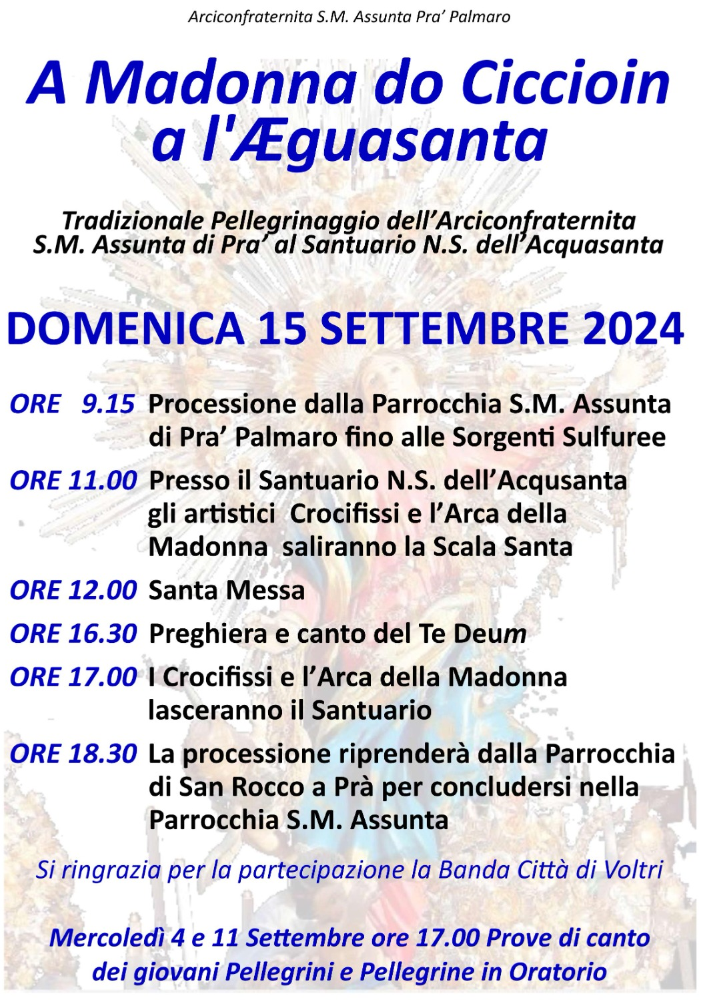 Arciconfraternita S.M. Assunta Pra’ Palmaro
A Madonna do Ciccioin
a l'Æguasanta
Tradizionale Pellegrinaggio dell’Arciconfraternita
S.M. Assunta di Pra’ al Santuario N.S. dell’Acquasanta
DOMENICA 15 SETTEMBRE 2024
ORE 9.15 Processione dalla Parrocchia S.M. Assunta
di Pra’ Palmaro fino alle Sorgenti Sulfuree
ORE 11.00 Presso il Santuario N.S. dell’Acqusanta
gli artistici Crocifissi e l’Arca della
Madonna saliranno la Scala Santa
ORE 12.00 Santa Messa
ORE 16.30 Preghiera e canto del Te Deum
ORE 17.00 I Crocifissi e l’Arca della Madonna
lasceranno il Santuario
ORE 18.30 La processione riprenderà dalla Parrocchia
di San Rocco a Prà per concludersi nella
Parrocchia S.M. Assunta
Si ringrazia per la partecipazione la Banda Città di Voltri
Mercoledì 4 e 11 Settembre ore 17.00 Prove di canto
dei giovani Pellegrini e Pellegrine in Oratorio